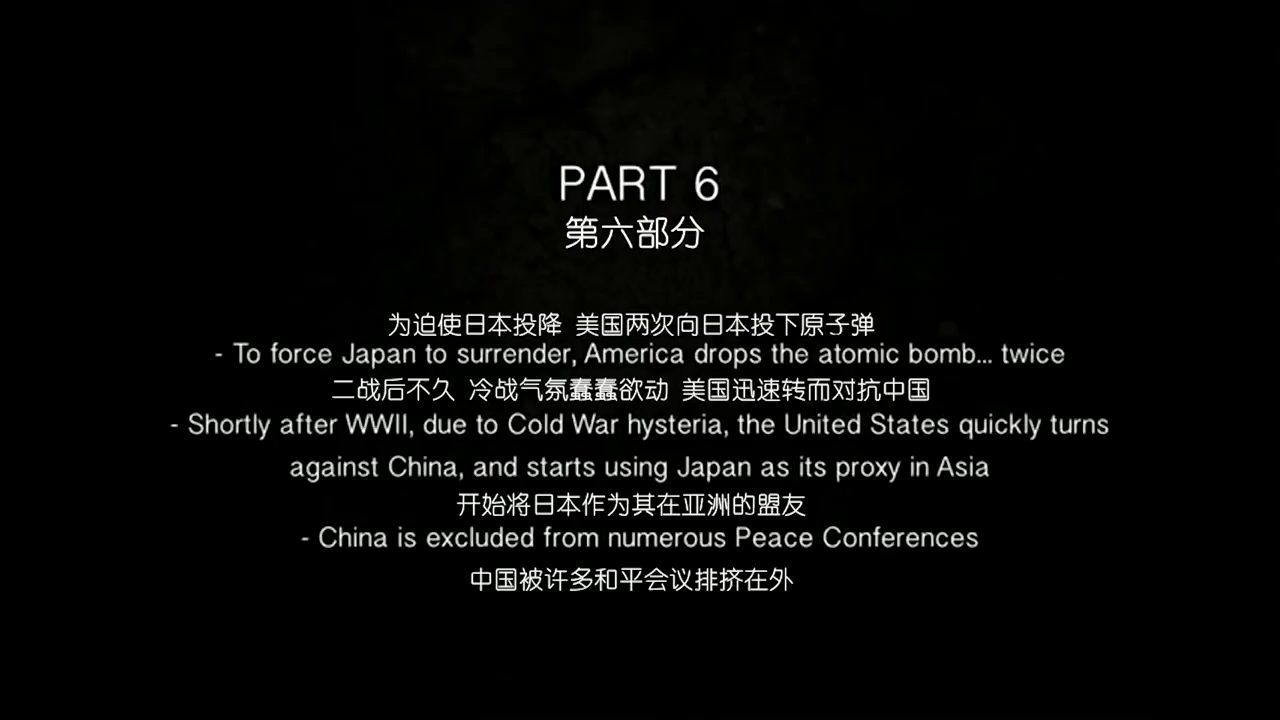 PART 6
第六部分
为迫使日本投降 美国两次向日本投下原子弹
- To force Japan to surrender, America drops the atomic bomb... twice
二战后不久 冷战气氛蠢蠢欲动 美国迅速转而对抗中国
- Shortly after WWII, due to Cold War hysteria, the United States quickly turns
against China, and starts using Japan as its proxy in Asia
开始将日本作为其在亚洲的盟友
- China is excluded from numerous Peace Conferences
中国被许多和平会议排挤在外